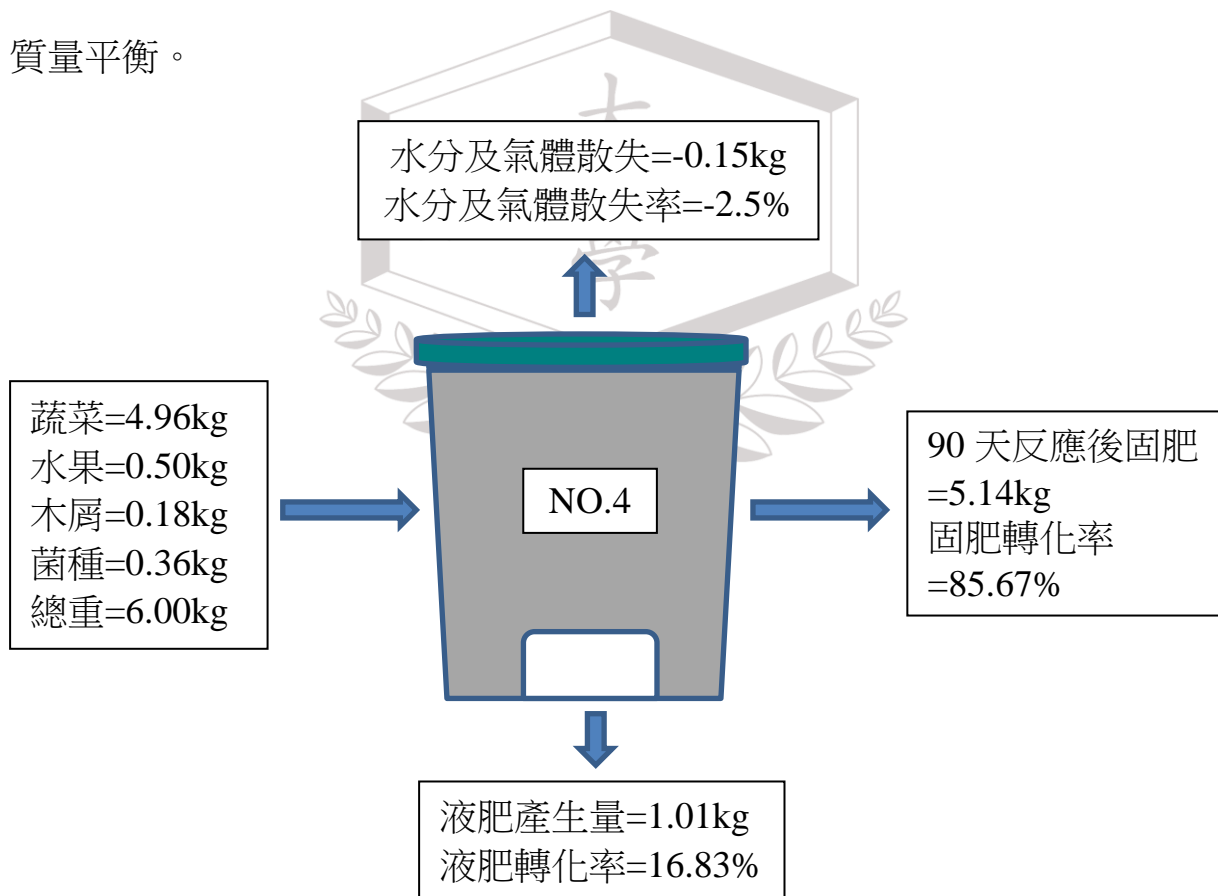 質量平衡。
大
学
水分及氣體散失=-0.15kg
水分及氣體散失率=-2.5%
蔬菜=4.96kg
水果=0.50kg
木屑=0.18kg
菌種=0.36kg
總重=6.00kg
NO.4
90 天反應後固肥
=5.14kg
固肥轉化率
=85.67%
液肥產生量=1.01kg
液肥轉化率=16.83%